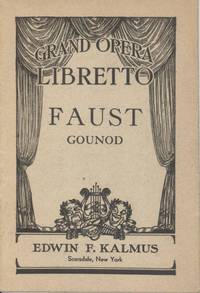 GRAND OPERA
LIBRETTO
FAUST
GOUNOD
EDWIN F. KALMUS
Scarsdale, New York